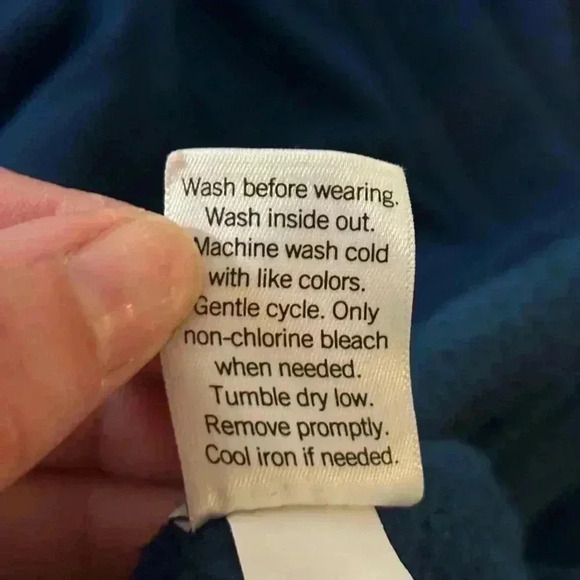 Wash before wearing.
Wash inside out.
Machine wash cold
with like colors.
Gentle cycle. Only
non-chlorine bleach
when needed.
Tumble dry low.
Remove promptly.
Cool iron if needed.